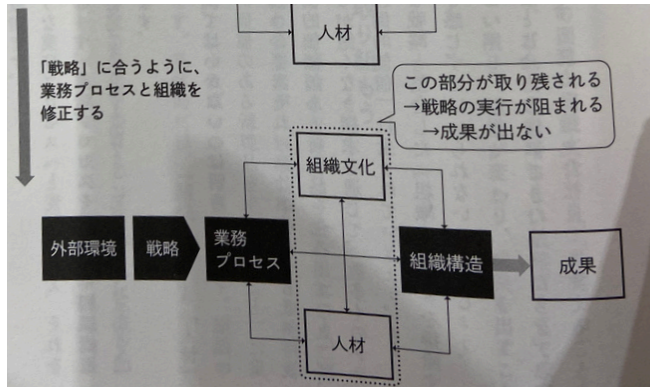 人材
「戦略」に合うように、
業務プロセスと組織を
修正する
この部分が取り残される
→戦略の実行が阻まれる
→成果が出ない
組織文化
外部環境
戦略
業務
プロセス
組織構造
成果
人材